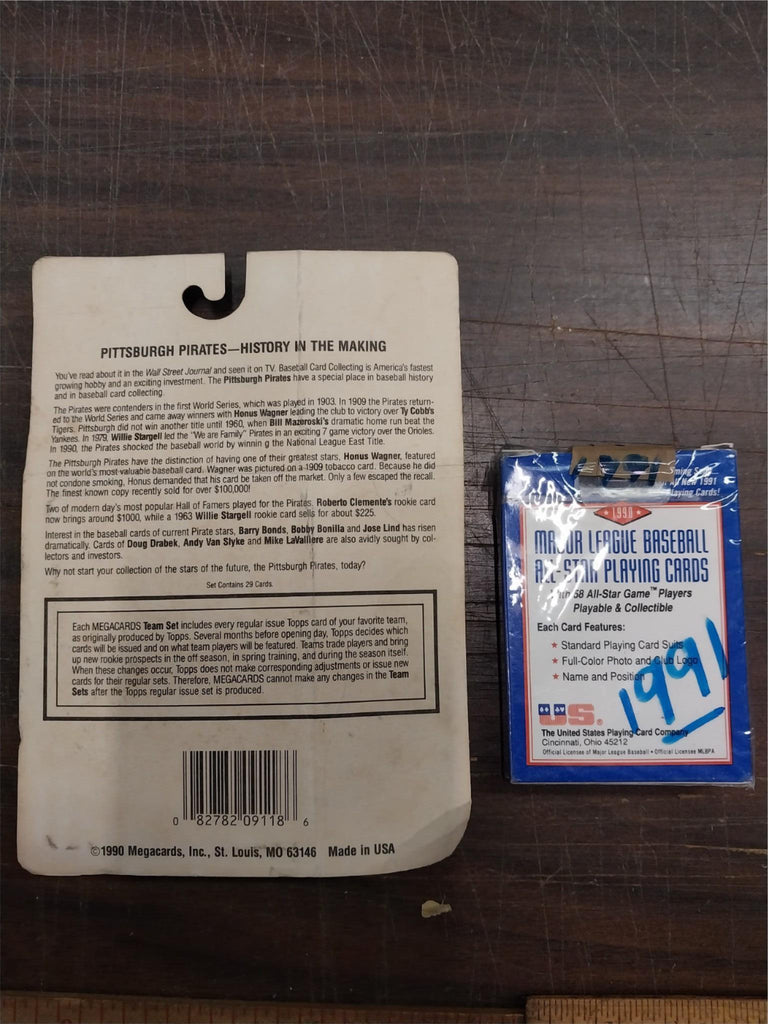 PITTSBURGH PIRATES—HISTORY IN THE MAKING
You've read about it in the Wall Street Journal and seen it on TV. Baseball Card Collecting is America's fastest
growing hobby and an exciting investment. The Pittsburgh Pirates have a special place in baseball history
and in baseball card collecting.
The Pirates were contenders in the first World Series, which was played in 1903. In 1909 the Pirates return-
ed to the World Series and came away winners with Honus Wagner leading the club to victory over Ty Cobb's
Tigers. Pittsburgh did not win another title until 1960, when Bill Mazeroski's dramatic home run beat the
Yankees. In 1979, Willie Stargell led the "We are Family" Pirates in an exciting 7 game victory over the Orioles.
In 1990, the Pirates shocked the baseball world by winnin g the National League East Title.
The Pittsburgh Pirates have the distinction of having one of their greatest stars, Honus Wagner, featured
on the world's most-valuable baseball card. Wagner was pictured on a 1909 tobacco card. Because he did
not condone smoking, Honus demanded that his card be taken off the market. Only a few escaped the recall.
The finest known copy recently sold for over $100,000!
Two of modern day's most popular Hall of Famers played for the Pirates. Roberto Clemente's rookie card
now brings around $1000, while a 1963 Willie Stargell rookie card sells for about $225.
Interest in the baseball cards of current Pirate stars, Barry Bonds, Bobby Bonilla and Jose Lind has risen
dramatically. Cards of Doug Drabek, Andy Van Slyke and Mike LaValliere are also avidly sought by col-
lectors and investors.
Why not start your collection of the stars of the future, the Pittsburgh Pirates, today?
Set Contains 29 Cards.
Each MEGACARDS Team Set includes every regular issue Topps card of your favorite team,
as originally produced by Topps. Several months before opening day, Topps decides which
cards will be issued and on what team players will be featured. Teams trade players and bring
up new rookie prospects in the off season, in spring training, and during the season itself.
When these changes occur, Topps does not make corresponding adjustments or issue new
cards for their regular sets. Therefore, MEGACARDS cannot make any changes in the Team
Sets after the Topps regular issue set is produced.
0 82782 09118 6
©1990 Megacards, Inc., St. Louis, MO 63146 Made in USA
All New 1991
Playing Cards!
1990
MAJOR LEAGUE BASEBALL
ALL-STAR PLAYING CARDS
With 58 All-Star Game™ Players
Playable & Collectible
Each Card Features:
★ Standard Playing Card Suits
★ Full-Color Photo and Club Logo
★ Name and Position
1991
US®
The United States Playing Card Company
Cincinnati, Ohio 45212
Official Licensee of Major League Baseball • Official Licensee MLBPA